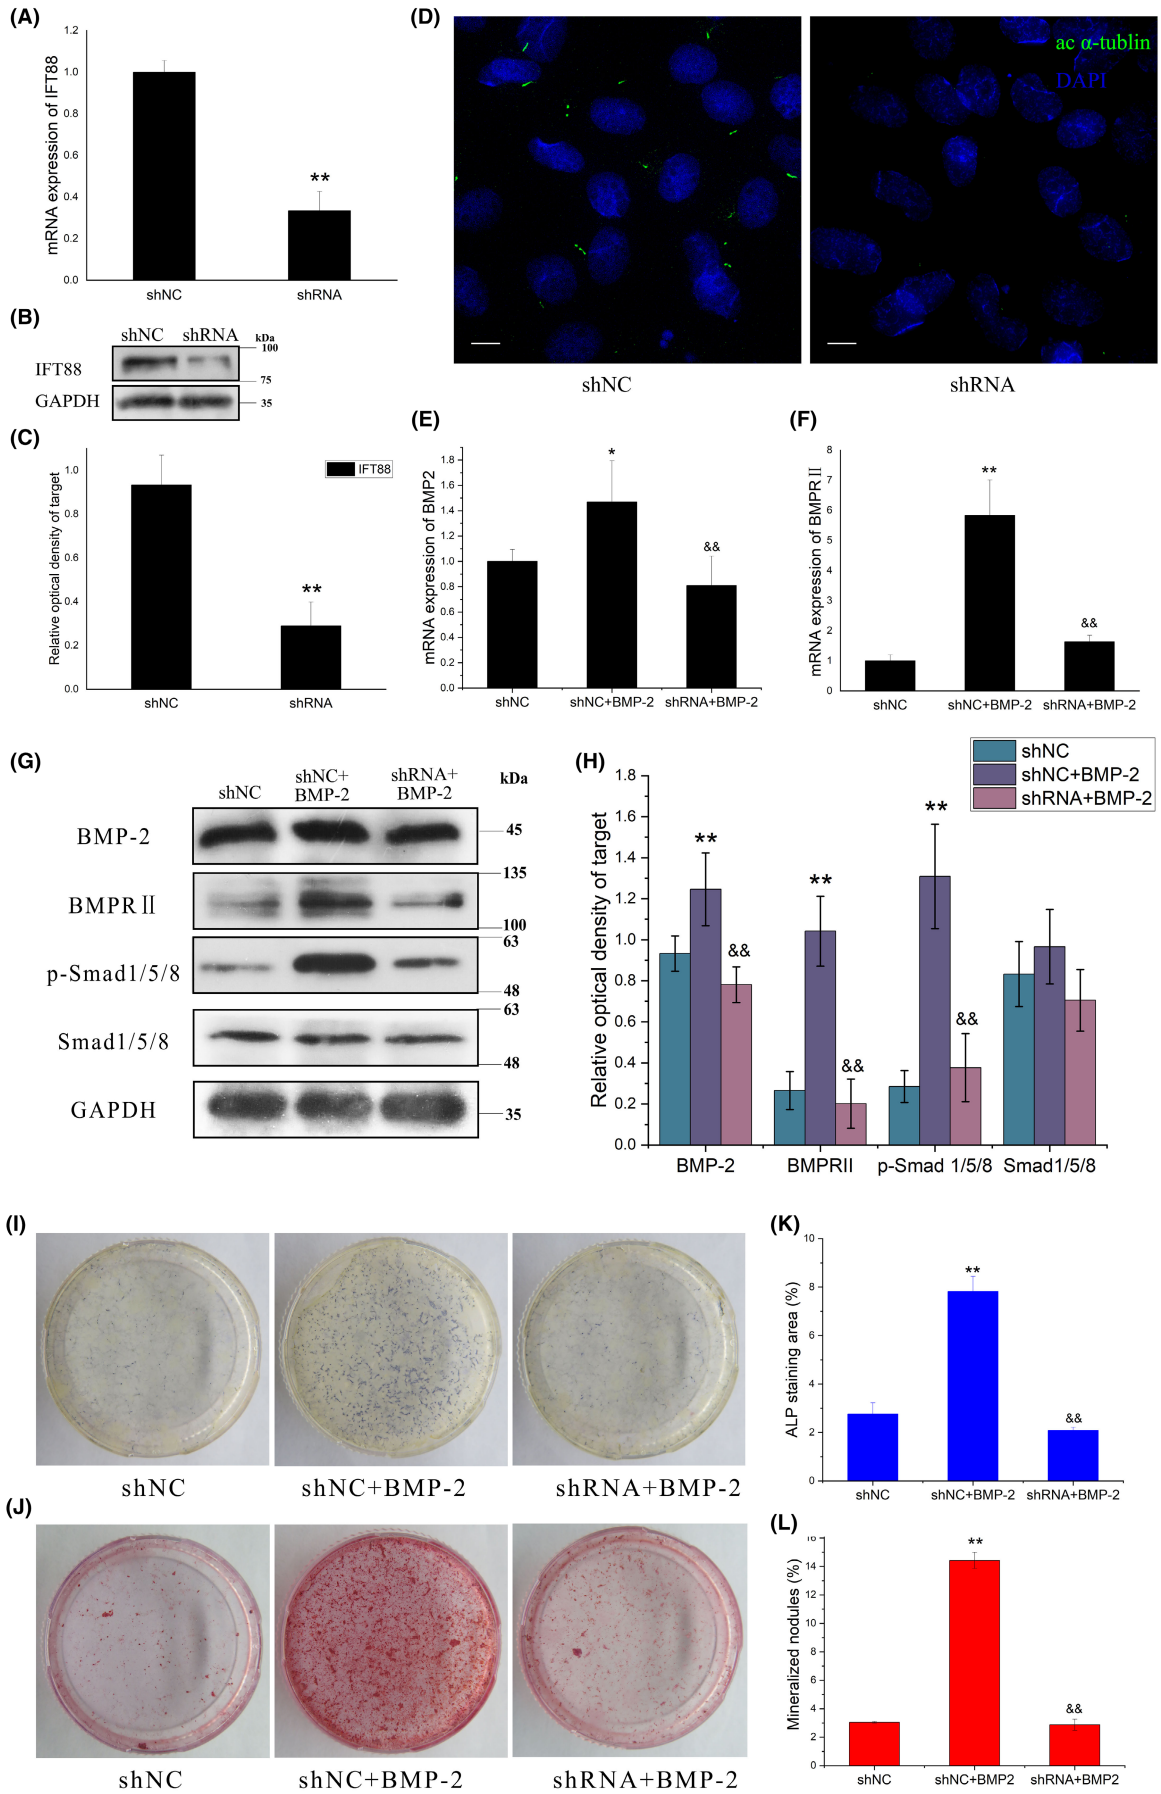 (A)
mRNA expression of IFT88
1.2
1.0
0.8
0.6
0.4
0.2
0.0
**
shNC
shRNA
(B)
shNC shRNA kDa
IFT88
100
75
GAPDH
35
(C)
Relative optical density of target
1.0
0.8
0.6
0.4
0.2
0.0
IFT88
**
shNC
shRNA
(D)
ac α-tublin
DAPI
shNC
shRNA
(E)
mRNA expression of BMP2
1.8
1.6
1.4
1.2
1.0
0.8
0.6
0.4
0.2
0.0
*
&&
shNC
shNC+BMP-2
shRNA+BMP-2
(F)
mRNA expression of BMPRⅡ
8
7
6
5
4
3
2
1
0
**
&&
shNC
shNC+BMP-2
shRNA+BMP-2
(G)
shNC
shNC+
BMP-2
shRNA+
BMP-2
kDa
BMP-2
45
BMPRⅡ
135
100
p-Smad1/5/8
63
48
Smad1/5/8
63
48
GAPDH
35
(H)
Relative optical density of target
1.8
1.6
1.4
1.2
1.0
0.8
0.6
0.4
0.2
0.0
shNC
shNC+BMP-2
shRNA+BMP-2
**
&&
**
&&
**
&&
BMP-2
BMPRII
p-Smad 1/5/8
Smad1/5/8
(I)
shNC
shNC+BMP-2
shRNA+BMP-2
(J)
shNC
shNC+BMP-2
shRNA+BMP-2
(K)
ALP staining area (%)
10
8
6
4
2
0
**
&&
shNC
shNC+BMP-2
shRNA+BMP-2
(L)
Mineralized nodules (%)
16
14
12
10
8
6
4
2
0
**
&&
shNC
shNC+BMP2
shRNA+BMP2